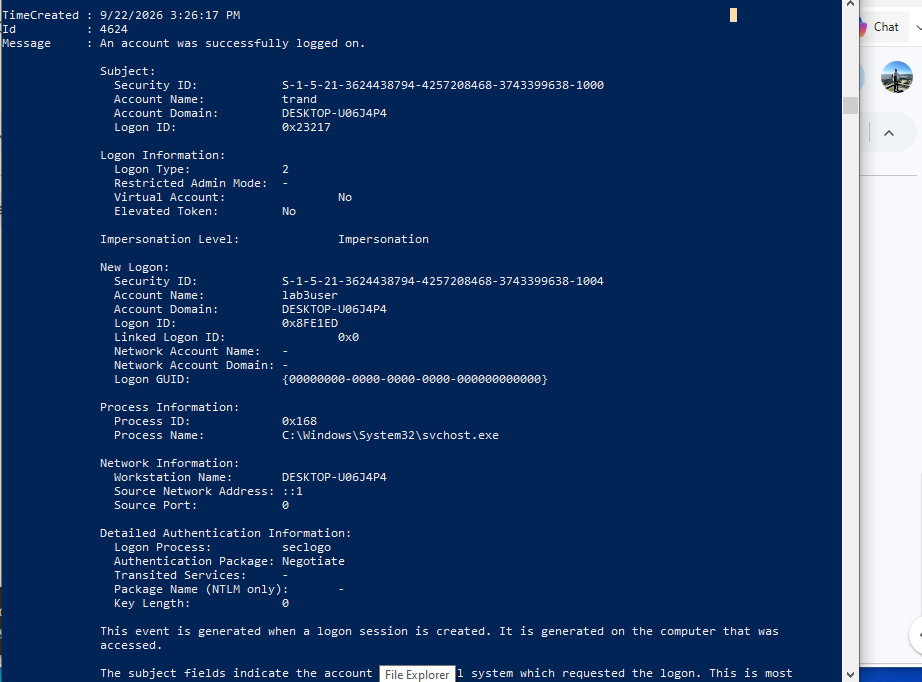 TimeCreated : 9/22/2026 3:26:17 PM
Id          : 4624
Message     : An account was successfully logged on.
Subject:
Security ID: S-1-5-21-3624438794-4257208468-3743399638-1000
Account Name: trand
Account Domain: DESKTOP-U06J4P4
Logon ID: 0x23217
Logon Information:
Logon Type: 2
Restricted Admin Mode: -
Virtual Account: No
Elevated Token: No
Impersonation Level: Impersonation
New Logon:
Security ID: S-1-5-21-3624438794-4257208468-3743399638-1004
Account Name: lab3user
Account Domain: DESKTOP-U06J4P4
Logon ID: 0x8FE1ED
Linked Logon ID: 0x0
Network Account Name: -
Network Account Domain: -
Logon GUID: {00000000-0000-0000-0000-000000000000}
Process Information:
Process ID: 0x168
Process Name: C:\Windows\System32\svchost.exe
Network Information:
Workstation Name: DESKTOP-U06J4P4
Source Network Address: ::1
Source Port: 0
Detailed Authentication Information:
Logon Process: seclogo
Authentication Package: Negotiate
Transited Services: -
Package Name (NTLM only): -
Key Length: 0
This event is generated when a logon session is created. It is generated on the computer that was
accessed.
The subject fields indicate the account l system which requested the logon. This is most
File Explorer
Chat